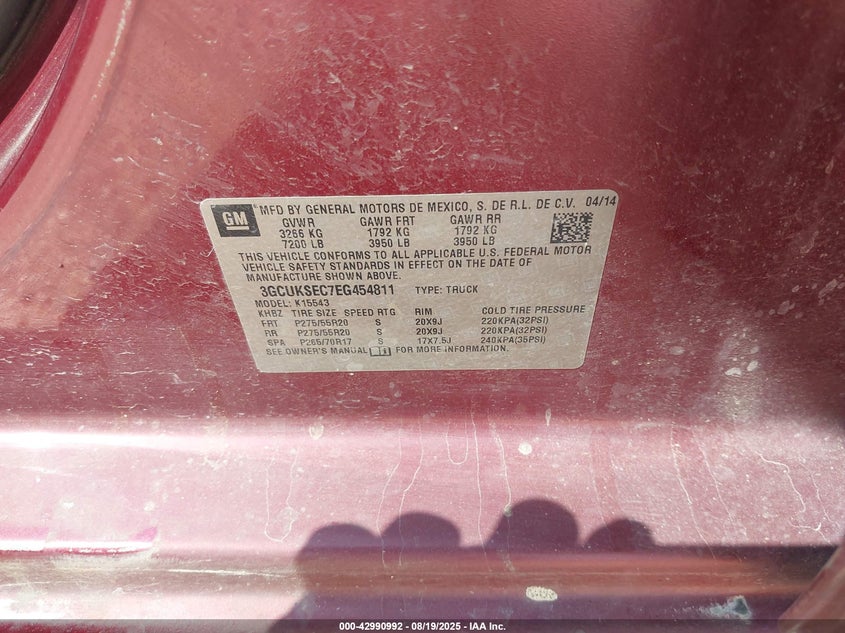 GM MFD BY GENERAL MOTORS DE MEXICO, S. DE R.L. DE C.V. 04/14
GVWR GAWR FRT GAWR RR
3266 KG 1792 KG 1792 KG
7200 LB 3950 LB 3950 LB
THIS VEHICLE CONFORMS TO ALL APPLICABLE U.S. FEDERAL MOTOR
VEHICLE SAFETY STANDARDS IN EFFECT ON THE DATE OF
MANUFACTURE SHOWN ABOVE.
3GCUKSEC7EG454811 TYPE: TRUCK
MODEL: K15543
KHBZ TIRE SIZE SPEED RTG RIM COLD TIRE PRESSURE
FRT P275/55R20 S 20X9J 220KPA(32PSI)
RR P275/55R20 S 20X9J 220KPA(32PSI)
SPA P265/70R17 S 17X7.5J 240KPA(35PSI)
SEE OWNER'S MANUAL FOR MORE INFORMATION.
000-42990992 - 08/19/2025 - IAA Inc.